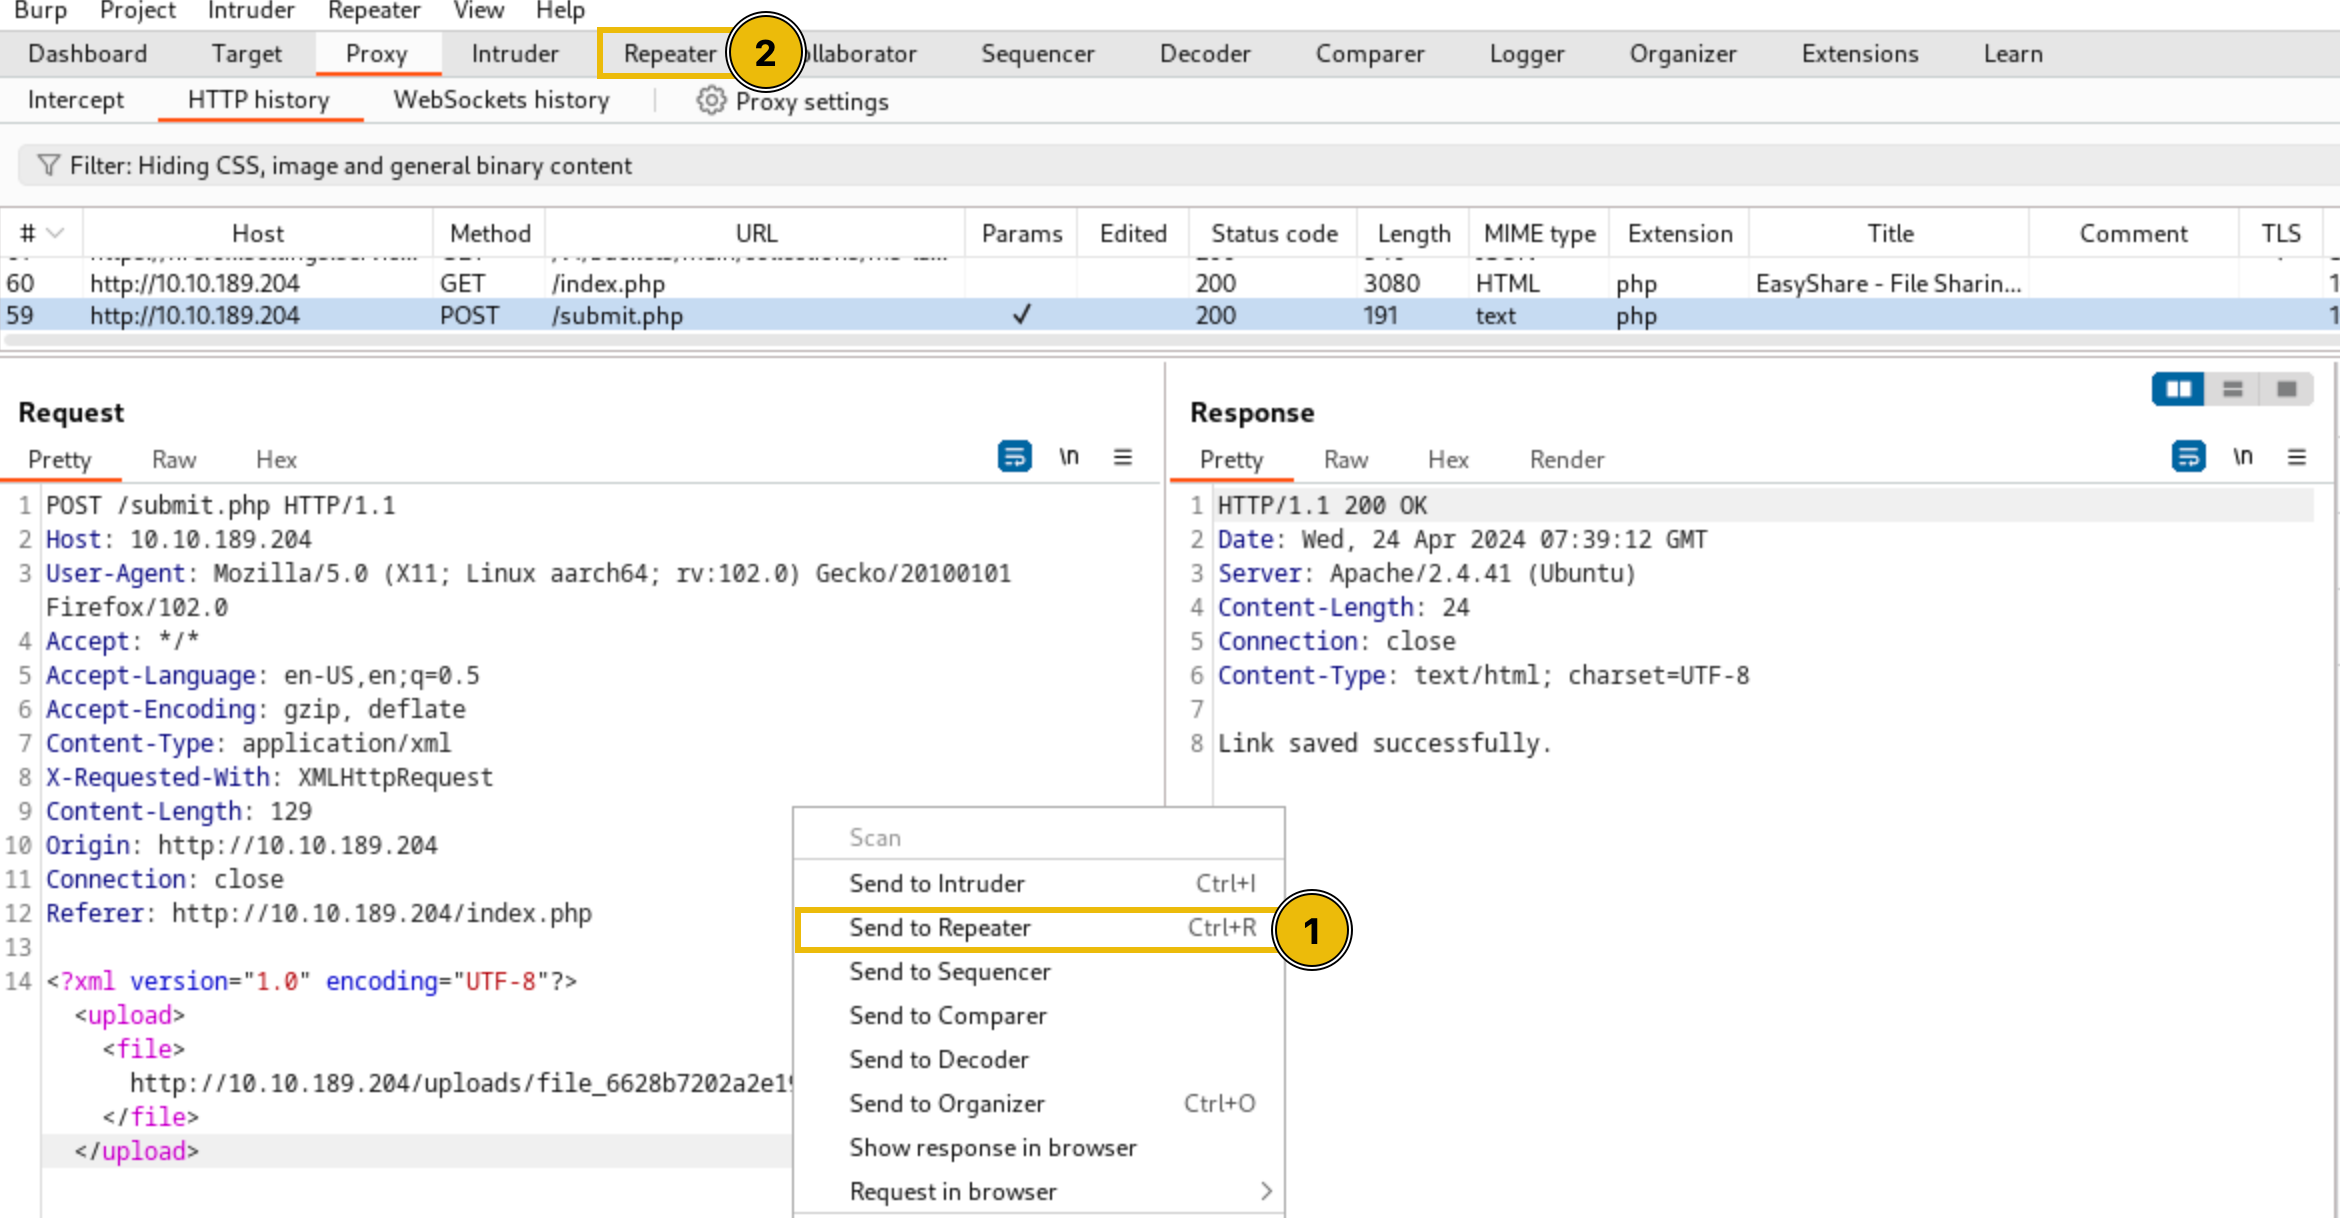 Burp Project Intruder Repeater View Help
Dashboard Target Proxy Intruder Repeater 2 ollaborator Sequencer Decoder Comparer Logger Organizer Extensions Learn
Intercept HTTP history WebSockets history Proxy settings
Filter: Hiding CSS, image and general binary content
# Host Method URL Params Edited Status code Length MIME type Extension Title Comment TLS
60 http://10.10.189.204 GET /index.php 200 3080 HTML php EasyShare - File Sharin... 1
59 http://10.10.189.204 POST /submit.php ✓ 200 191 text php 1
Request
Pretty Raw Hex \n
1 POST /submit.php HTTP/1.1
2 Host: 10.10.189.204
3 User-Agent: Mozilla/5.0 (X11; Linux aarch64; rv:102.0) Gecko/20100101
Firefox/102.0
4 Accept: */*
5 Accept-Language: en-US,en;q=0.5
6 Accept-Encoding: gzip, deflate
7 Content-Type: application/xml
8 X-Requested-With: XMLHttpRequest
9 Content-Length: 129
10 Origin: http://10.10.189.204
11 Connection: close
12 Referer: http://10.10.189.204/index.php
13
14 <?xml version="1.0" encoding="UTF-8"?>
<upload>
<file>
http://10.10.189.204/uploads/file_6628b7202a2e19
</file>
</upload>
Response
Pretty Raw Hex Render \n
1 HTTP/1.1 200 OK
2 Date: Wed, 24 Apr 2024 07:39:12 GMT
3 Server: Apache/2.4.41 (Ubuntu)
4 Content-Length: 24
5 Connection: close
6 Content-Type: text/html; charset=UTF-8
7
8 Link saved successfully.
Scan
Send to Intruder Ctrl+I
Send to Repeater Ctrl+R 1
Send to Sequencer
Send to Comparer
Send to Decoder
Send to Organizer Ctrl+O
Show response in browser
Request in browser